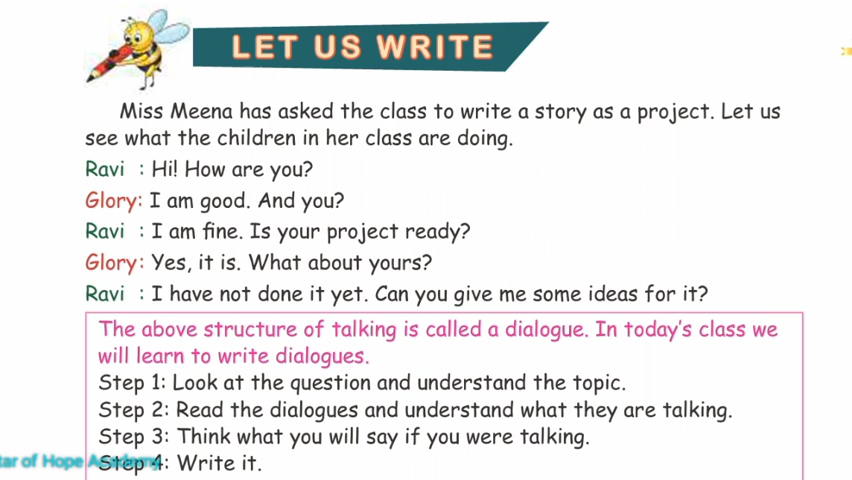 LET US WRITE
Miss Meena has asked the class to write a story as a project. Let us
see what the children in her class are doing.
Ravi : Hi! How are you?
Glory: I am good. And you?
Ravi : I am fine. Is your project ready?
Glory: Yes, it is. What about yours?
Ravi : I have not done it yet. Can you give me some ideas for it?
The above structure of talking is called a dialogue. In today's class we
will learn to write dialogues.
Step 1: Look at the question and understand the topic.
Step 2: Read the dialogues and understand what they are talking.
Step 3: Think what you will say if you were talking.
Step 4: Write it.
tar of Hope Academy